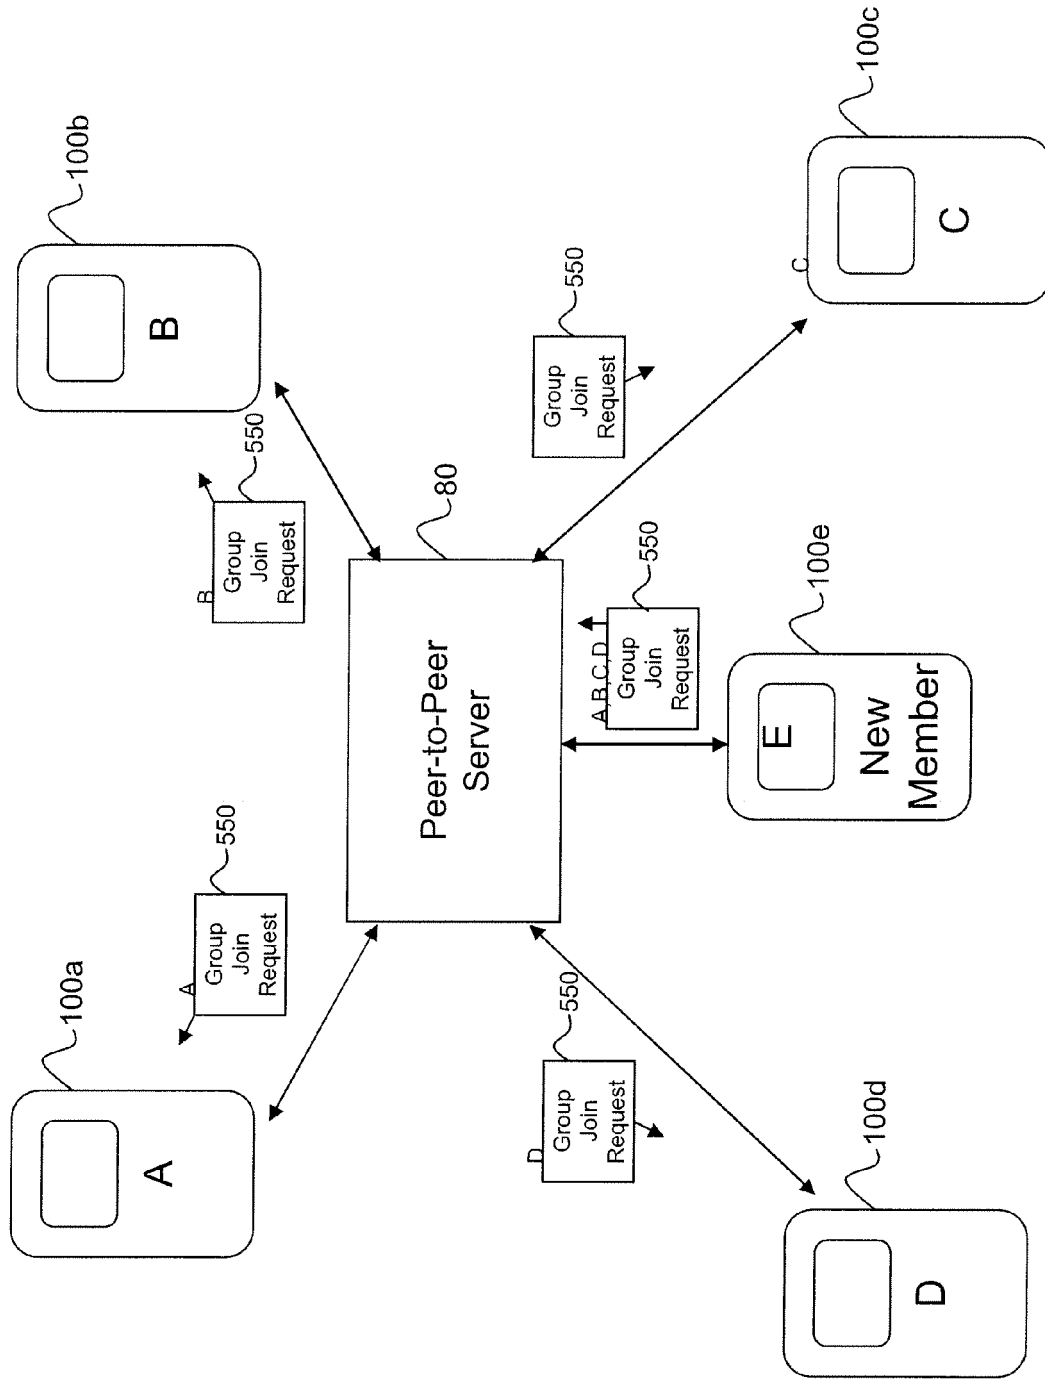 100a
A
100b
B
A
Group
Join
Request
550
B
Group
Join
Request
550
Peer-to-Peer
Server
80
D
Group
Join
Request
550
A,B,C,D
Group
Join
Request
550
Group
Join
Request
550
100d
D
100e
E
New
Member
100c
C
C